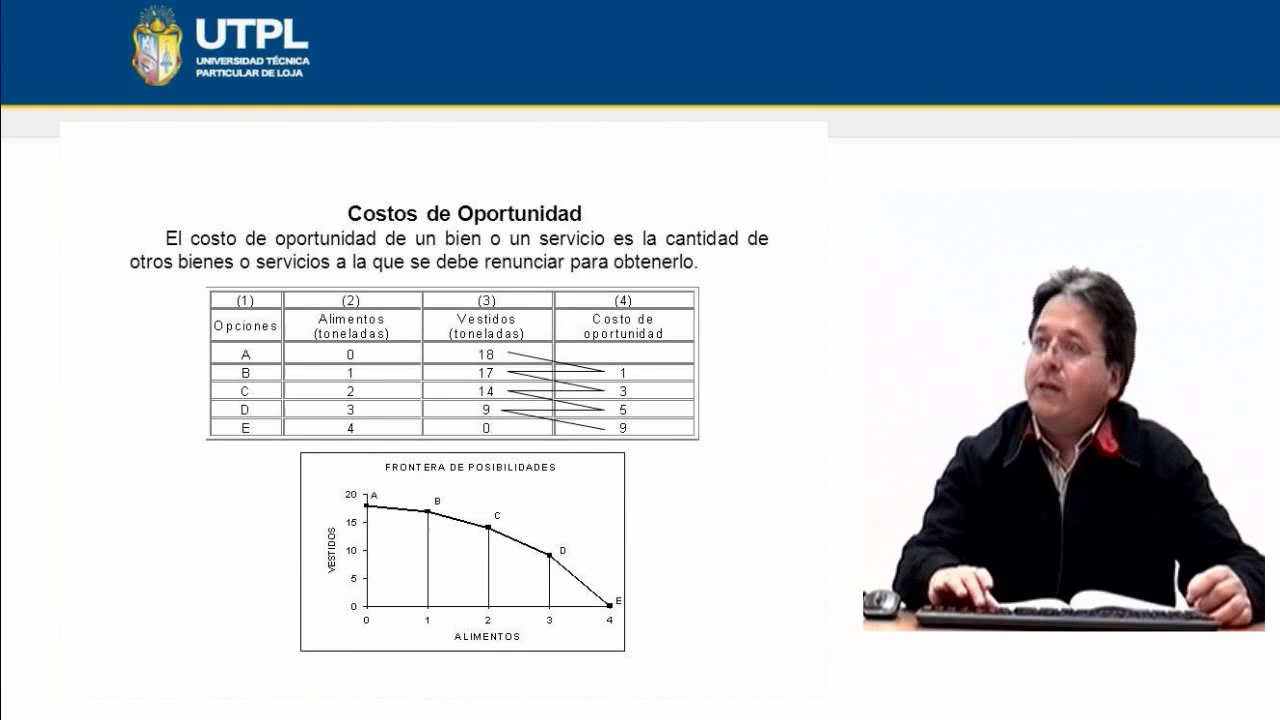 UTPL
UNIVERSIDAD TÉCNICA
PARTICULAR DE LOJA
Costos de Oportunidad
El costo de oportunidad de un bien o un servicio es la cantidad de
otros bienes o servicios a la que se debe renunciar para obtenerlo.
(1) (2) (3) (4)
Opciones Alimentos (toneladas) Vestidos (toneladas) Costo de oportunidad
A 0 18
B 1 17 1
C 2 14 3
D 3 9 5
E 4 0 9
FRONTERA DE POSIBILIDADES
VESTIDOS
20
15
10
5
0
A
B
C
D
E
0 1 2 3 4
ALIMENTOS